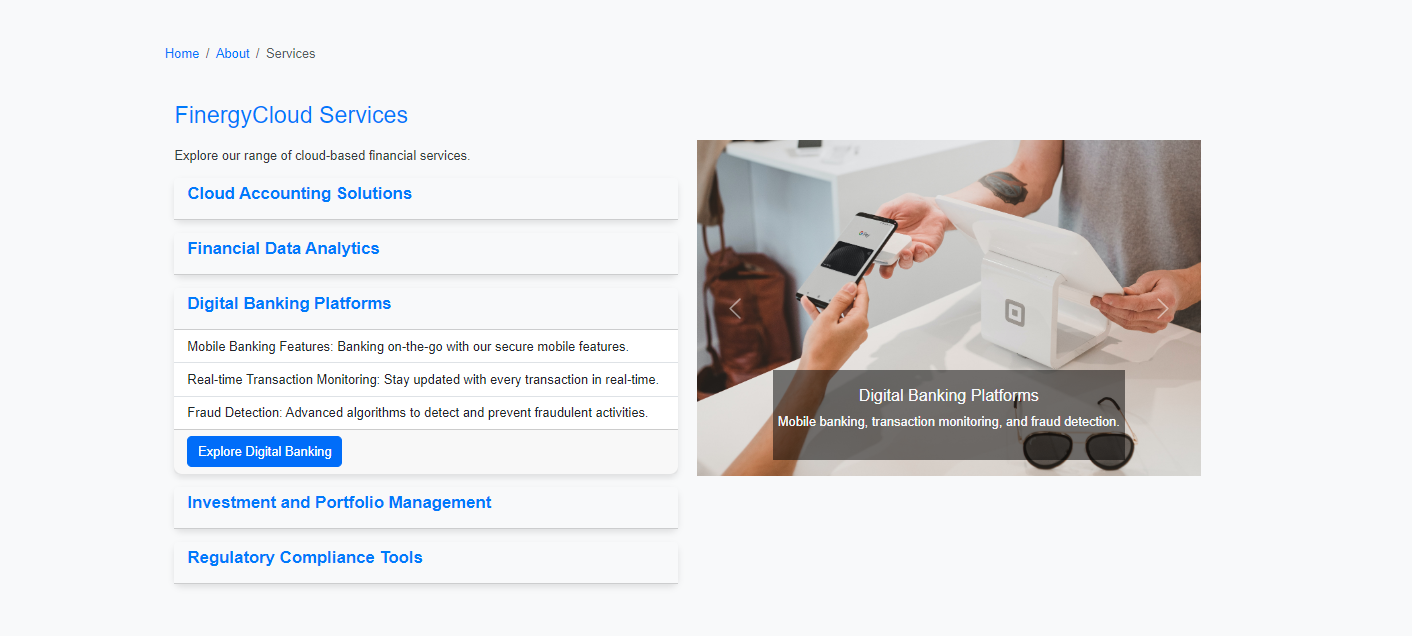 Home / About / Services
FinergyCloud Services
Explore our range of cloud-based financial services.
Cloud Accounting Solutions
Financial Data Analytics
Digital Banking Platforms
Mobile Banking Features: Banking on-the-go with our secure mobile features.
Real-time Transaction Monitoring: Stay updated with every transaction in real-time.
Fraud Detection: Advanced algorithms to detect and prevent fraudulent activities.
Explore Digital Banking
Investment and Portfolio Management
Regulatory Compliance Tools
Digital Banking Platforms
Mobile banking, transaction monitoring, and fraud detection.